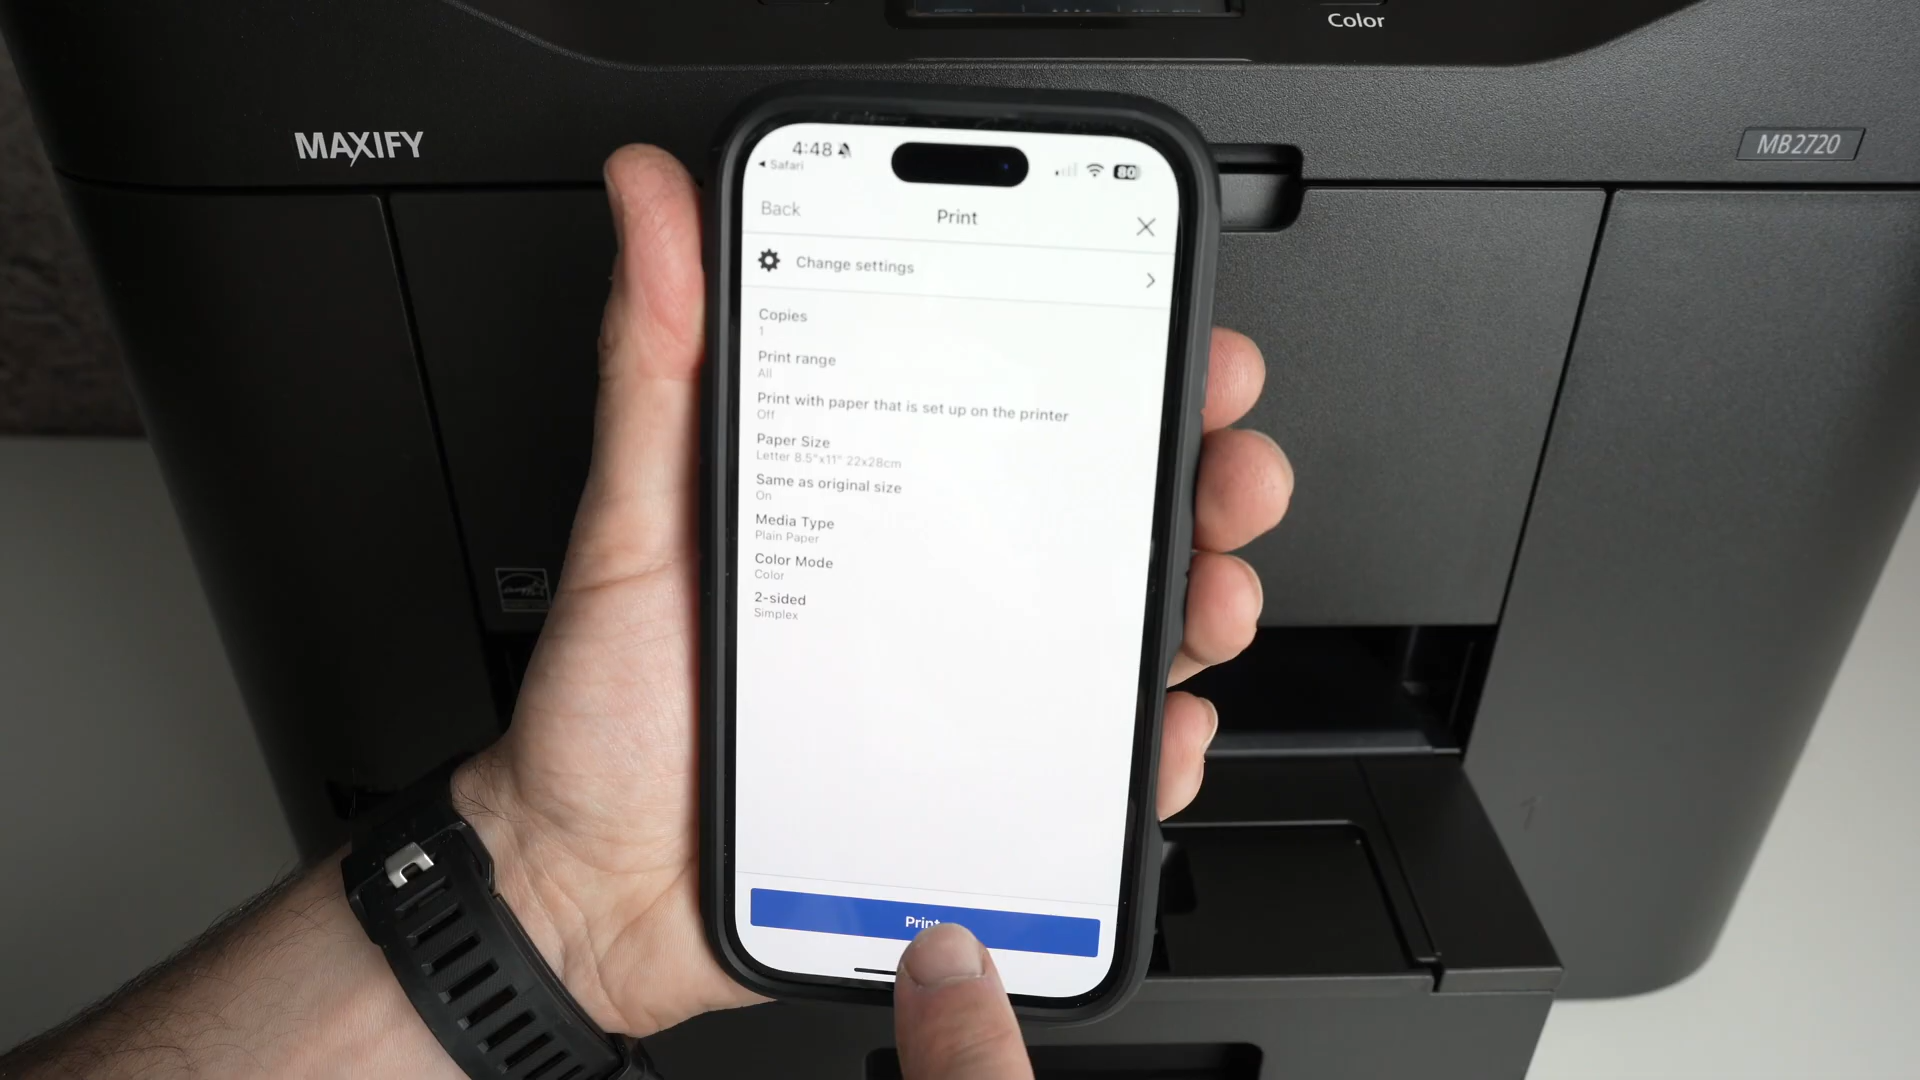 Color
MAXIFY
MB2720
4:48
80
Safari
Back
Print
Change settings
Copies
1
Print range
All
Print with paper that is set up on the printer
Off
Paper Size
Letter 8.5"x11" 22x28cm
Same as original size
On
Media Type
Plain Paper
Color Mode
Color
2-sided
Simplex
Print